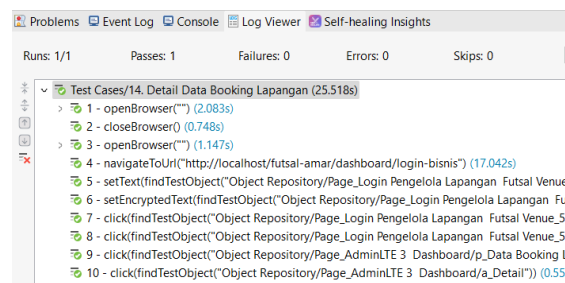 Problems Event Log Console Log Viewer Self-healing Insights
Runs: 1/1 Passes: 1 Failures: 0 Errors: 0 Skips: 0
Test Cases/14. Detail Data Booking Lapangan (25.518s)
1 - openBrowser("") (2.083s)
2 - closeBrowser() (0.748s)
3 - openBrowser("") (1.147s)
4 - navigateToUrl("http://localhost/futsal-amar/dashboard/login-bisnis") (17.042s)
5 - setText(findTestObject("Object Repository/Page_Login Pengelola Lapangan Futsal Venue
6 - setEncryptedText(findTestObject("Object Repository/Page_Login Pengelola Lapangan Fu
7 - click(findTestObject("Object Repository/Page_Login Pengelola Lapangan Futsal Venue_5
8 - click(findTestObject("Object Repository/Page_Login Pengelola Lapangan Futsal Venue_5
9 - click(findTestObject("Object Repository/Page_AdminLTE 3 Dashboard/p_Data Booking L
10 - click(findTestObject("Object Repository/Page_AdminLTE 3 Dashboard/a_Detail")) (0.55